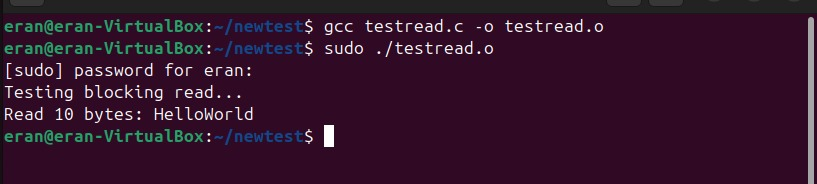 eran@eran-VirtualBox:~/newtest$ gcc testread.c -o testread.o
eran@eran-VirtualBox:~/newtest$ sudo ./testread.o
[sudo] password for eran:
Testing blocking read...
Read 10 bytes: HelloWorld
eran@eran-VirtualBox:~/newtest$